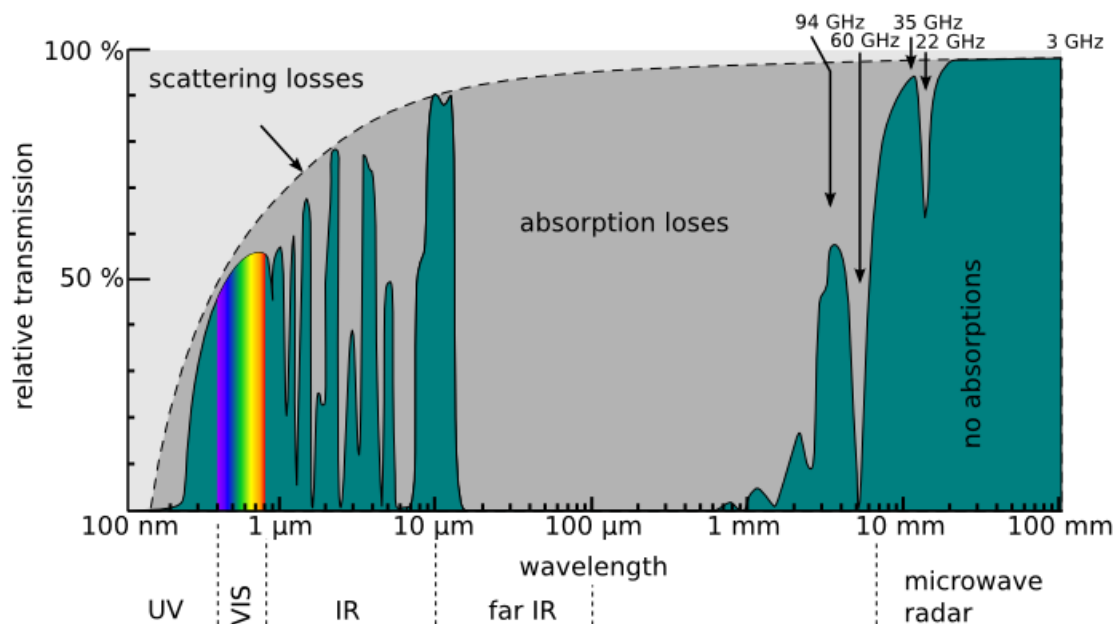 94 GHz
35 GHz
60 GHz
22 GHz
3 GHz
100 %
scattering losses
absorption loses
50 %
relative transmission
no absorptions
100 nm
1 µm
10 µm
100 µm
1 mm
10 mm
100 mm
wavelength
UV
VIS
IR
far IR
microwave
radar